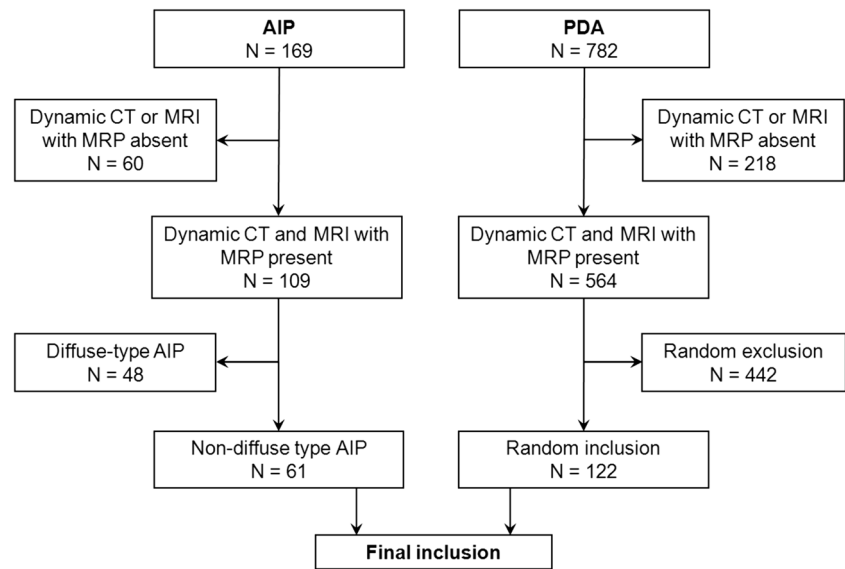 AIP
N = 169
PDA
N = 782
Dynamic CT or MRI
with MRP absent
N = 60
Dynamic CT or MRI
with MRP absent
N = 218
Dynamic CT and MRI with
MRP present
N = 109
Dynamic CT and MRI with
MRP present
N = 564
Diffuse-type AIP
N = 48
Random exclusion
N = 442
Non-diffuse type AIP
N = 61
Random inclusion
N = 122
Final inclusion